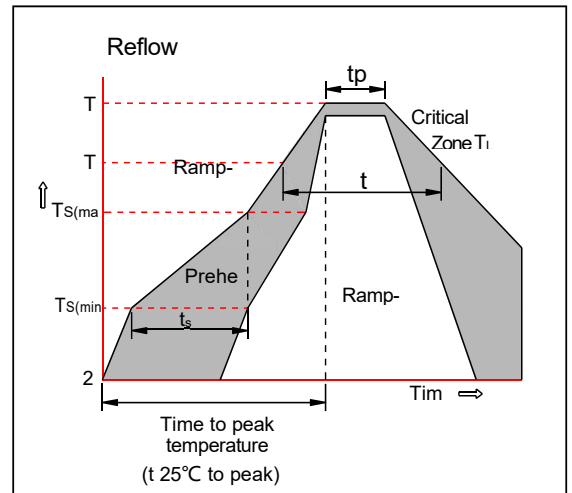 Reflow
tp
Critical
Zone TL
T
T
Ramp-
t
TS(ma
Prehe
TS(min
ts
Ramp-
2
Tim
Time to peak
temperature
(t 25℃ to peak)